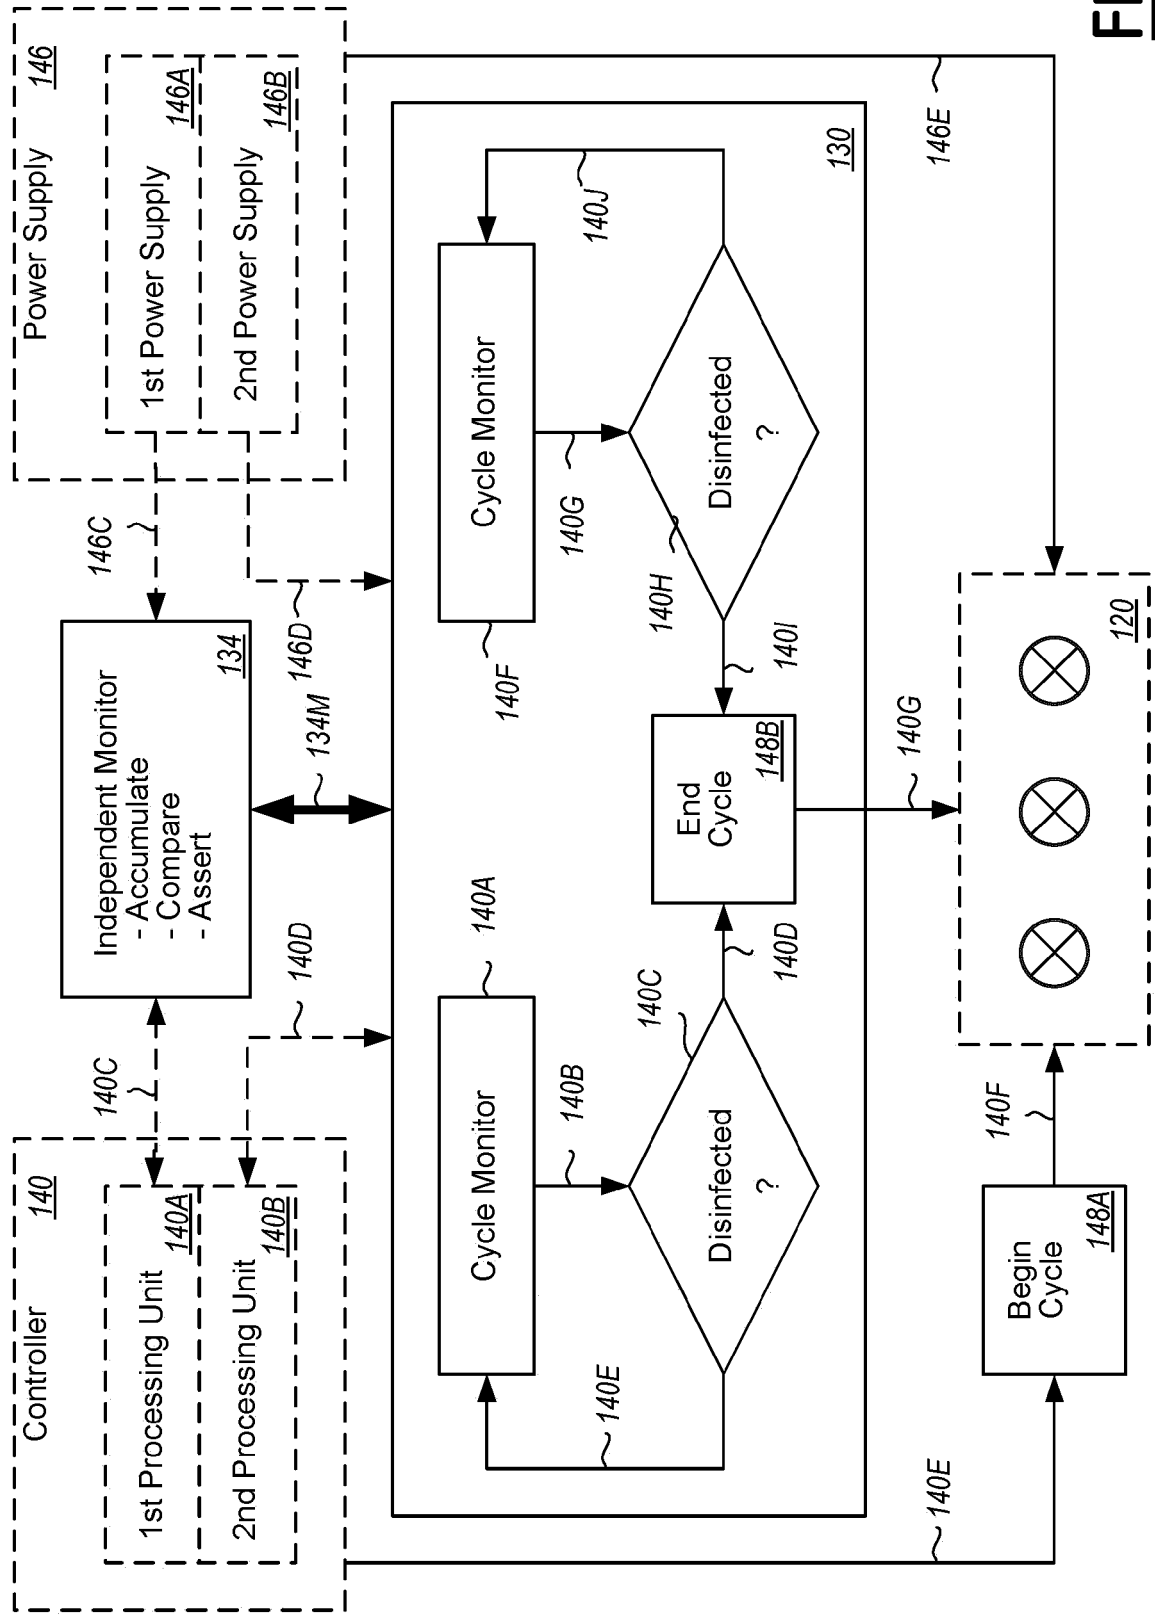 Controller
140
1st Processing Unit
140A
2nd Processing Unit
140B
140C
Independent Monitor
- Accumulate
- Compare
- Assert
134
146C
Power Supply
146
1st Power Supply
146A
2nd Power Supply
146B
140D
134M
146D
Cycle Monitor
140A
140B
Disinfected
?
140C
140D
140E
Cycle Monitor
140F
140G
Disinfected
?
140H
140I
140J
End
Cycle
148B
130
140E
140G
146E
Begin
Cycle
148A
140F
120